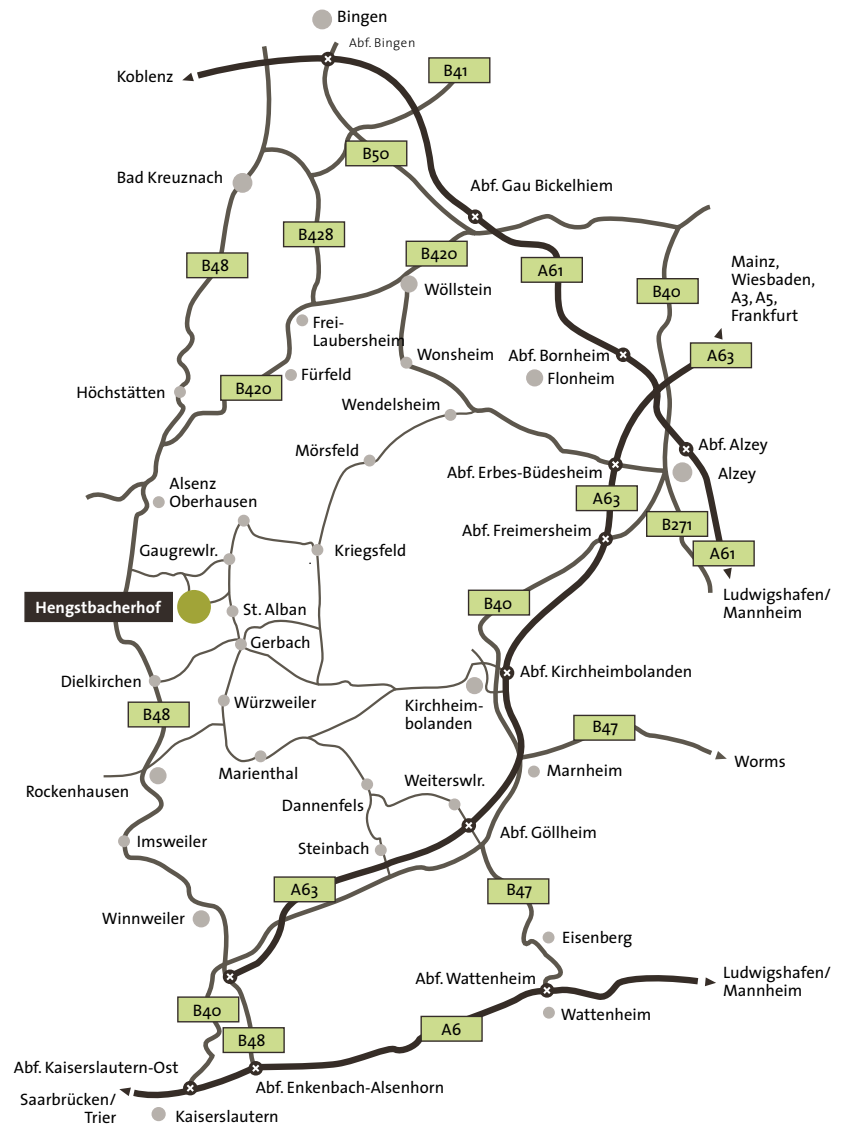 Bingen
Abf. Bingen
Koblenz
B41
B50
Bad Kreuznach
Abf. Gau Bickelhiem
B428
B420
B48
A61
Mainz,
Wiesbaden,
A3, A5,
Frankfurt
B40
Wöllstein
Frei-
Laubersheim
Wonsheim
Abf. Bornheim
A63
Flonheim
Fürfeld
B420
Höchstätten
Wendelsheim
Abf. Alzey
Mörsfeld
Abf. Erbes-Büdesheim
Alzey
Alsenz
Oberhausen
A63
B271
Abf. Freimersheim
Gaugrewlr.
Kriegsfeld
A61
Ludwigshafen/
Mannheim
Hengstbacherhof
St. Alban
B40
Gerbach
Dielkirchen
Abf. Kirchheimbolanden
Würzweiler
Kirchheim-
bolanden
B48
B47
Marienthal
Marnheim
Worms
Rockenhausen
Weiterswlr.
Dannenfels
Imsweiler
Steinbach
Abf. Göllheim
A63
B47
Winnweiler
Eisenberg
Abf. Wattenheim
Ludwigshafen/
Mannheim
B40
Wattenheim
A6
B48
Abf. Kaiserslautern-Ost
Abf. Enkenbach-Alsenhorn
Saarbrücken/
Trier
Kaiserslautern